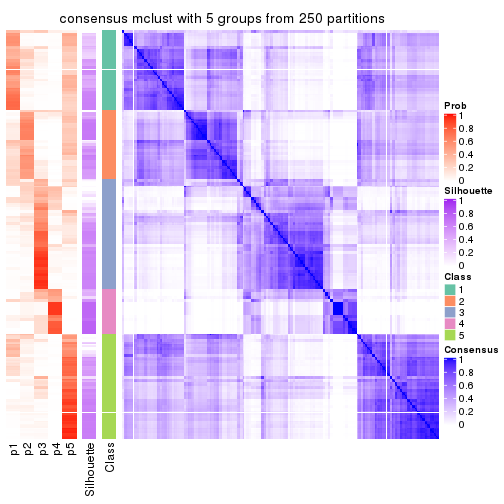 consensus mclust with 5 groups from 250 partitions
Prob
1
0.8
0.6
0.4
0.2
0
Silhouette
1
0.8
0.6
0.4
0.2
0
Class
1
2
3
4
5
Consensus
1
0.8
0.6
0.4
0.2
0
p1
p2
p3
p4
p5
Silhouette
Class